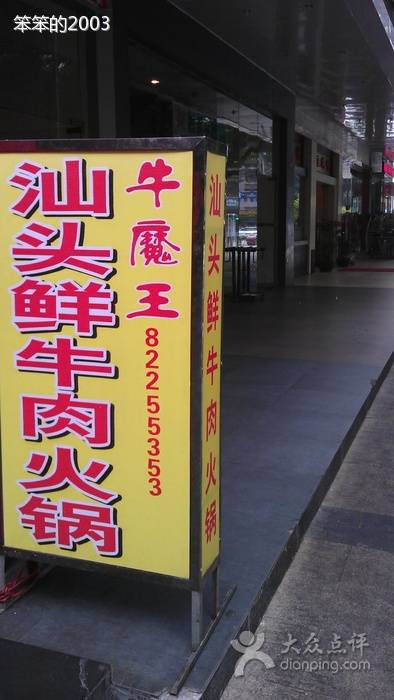 笨笨的2003
牛魔王
82255353
汕头鲜牛肉火锅
汕头鲜牛肉火锅
大众点评
dianping.com